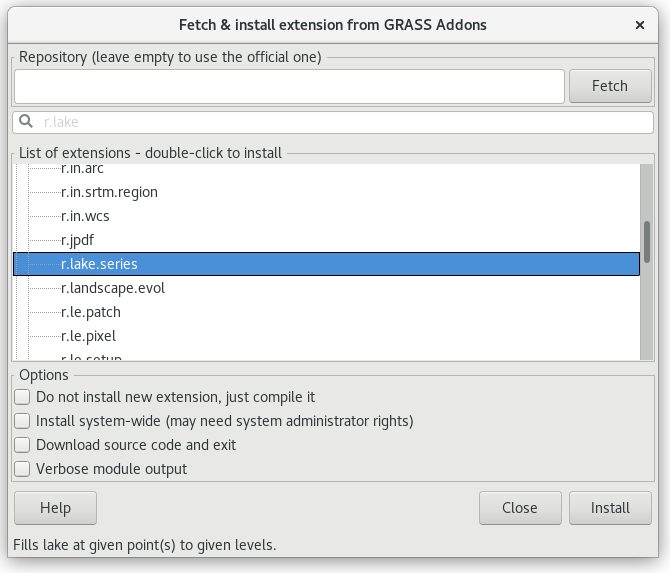 Fetch & install extension from GRASS Addons ×
Repository (leave empty to use the official one)
Fetch
r.lake
List of extensions - double-click to install
r.in.arc
r.in.srtm.region
r.in.wcs
r.jpdf
r.lake.series
r.landscape.evol
r.le.patch
r.le.pixel
r.le.setup
Options
Do not install new extension, just compile it
Install system-wide (may need system administrator rights)
Download source code and exit
Verbose module output
Help Close Install
Fills lake at given point(s) to given levels.